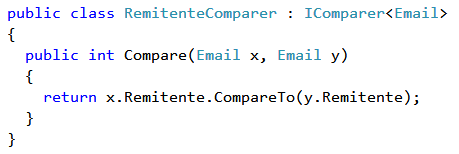 public class RemitenteComparer : IComparer<Email>
{
  public int Compare(Email x, Email y)
  {
    return x.Remitente.CompareTo(y.Remitente);
  }
}